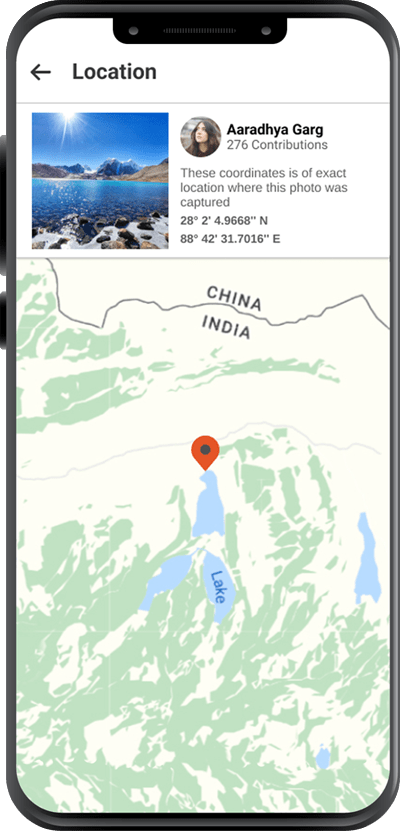 Location
Aaradhya Garg
276 Contributions
These coordinates is of exact
location where this photo was
captured
28° 2' 4.9668'' N
88° 42' 31.7016'' E
CHINA
INDIA
Lake